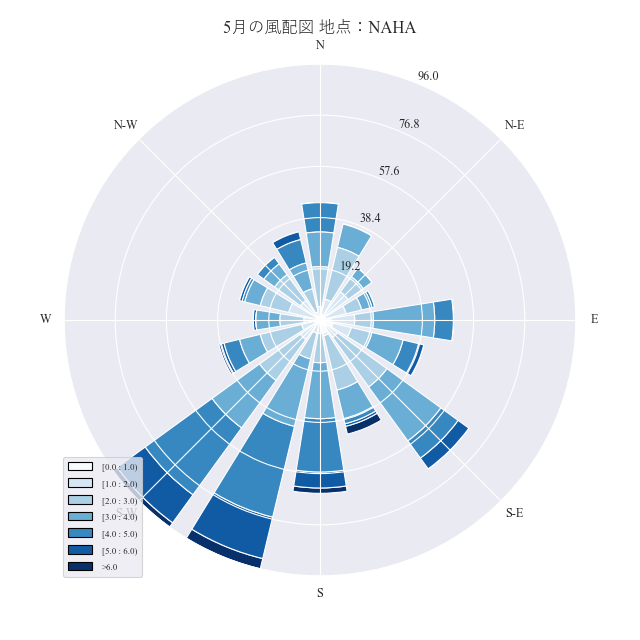 5月の風配図 地点：NAHA
N
96.0
N-W
76.8
N-E
57.6
38.4
19.2
W
E
[0.0 : 1.0)
[1.0 : 2.0)
[2.0 : 3.0)
[3.0 : 4.0)
[4.0 : 5.0)
[5.0 : 6.0)
>6.0
S-W
S-E
S